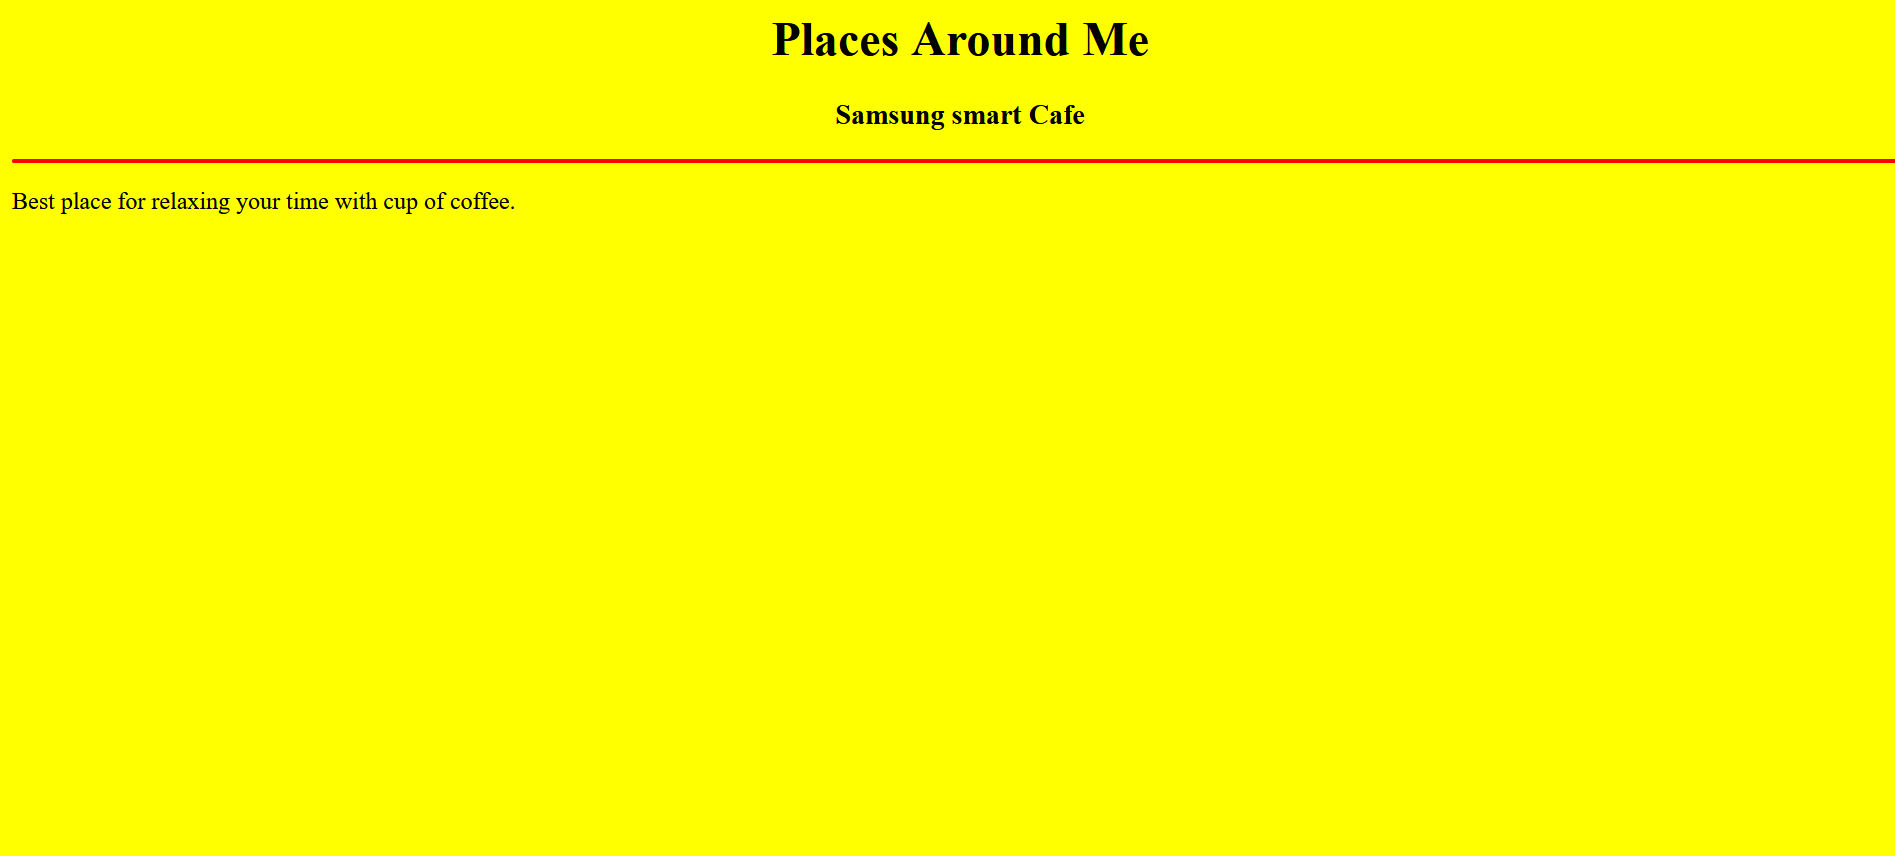 Places Around Me
Samsung smart Cafe
Best place for relaxing your time with cup of coffee.